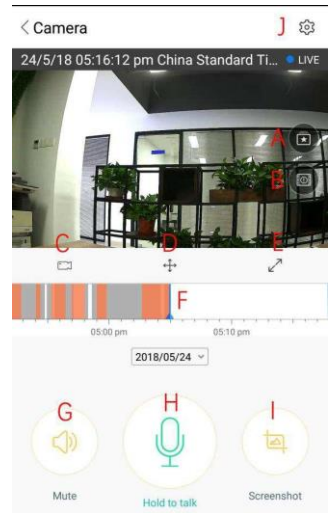 Camera
J
24/5/18 05:16:12 pm China Standard Ti... LIVE
A
B
C D E
F
05:00 pm 05:10 pm
2018/05/24
G H I
Mute Hold to talk Screenshot